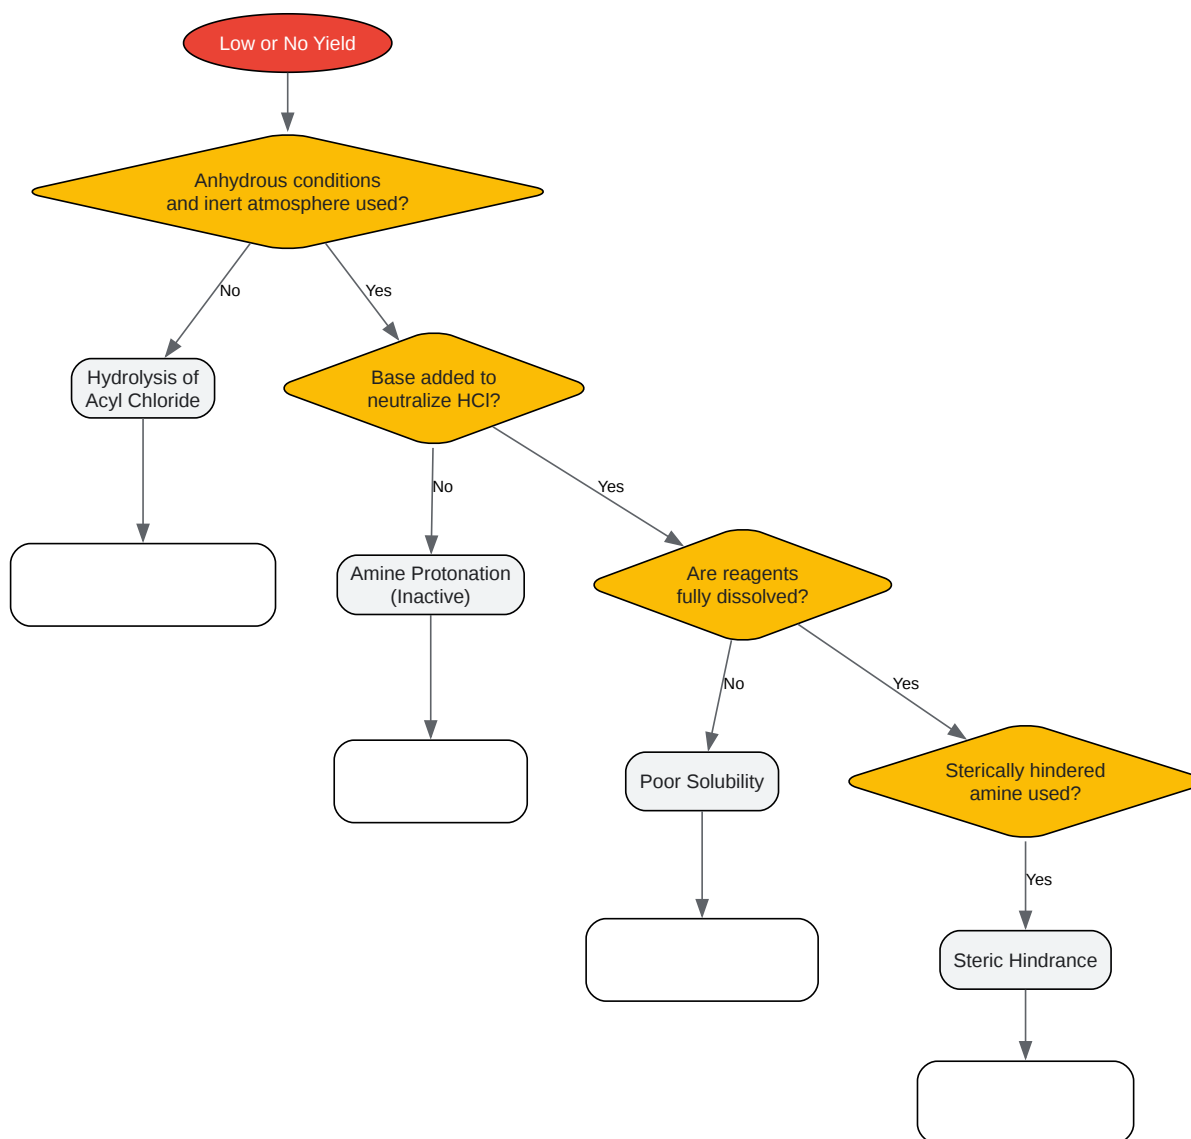 Low or No Yield
Anhydrous conditions
and inert atmosphere used?
No
Yes
Hydrolysis of
Acyl Chloride
Base added to
neutralize HCl?
No
Yes
Amine Protonation
(Inactive)
Are reagents
fully dissolved?
No
Yes
Poor Solubility
Sterically hindered
amine used?
Yes
Steric Hindrance